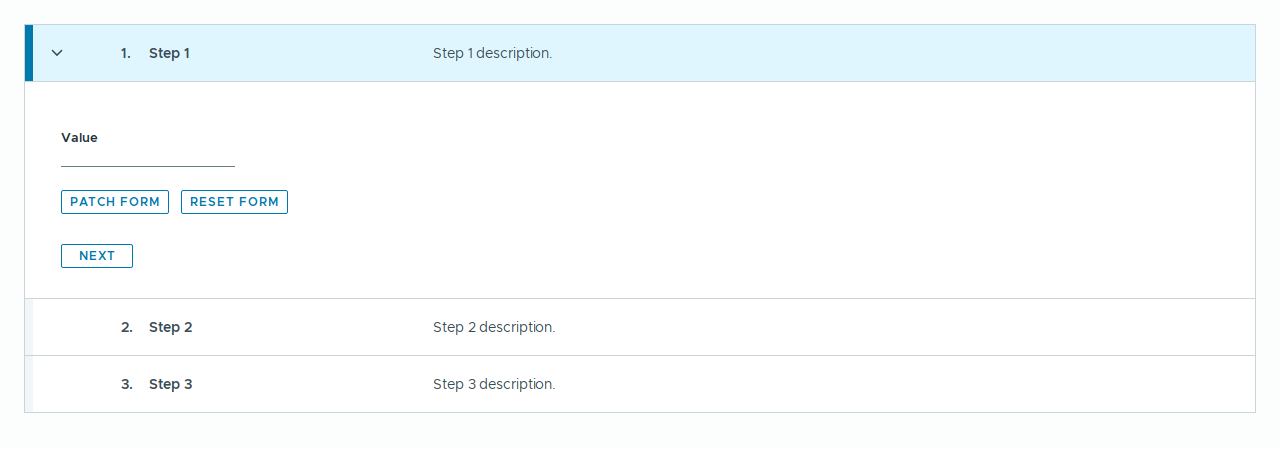 1. Step 1 Step 1 description.
Value
PATCH FORM RESET FORM
NEXT
2. Step 2 Step 2 description.
3. Step 3 Step 3 description.